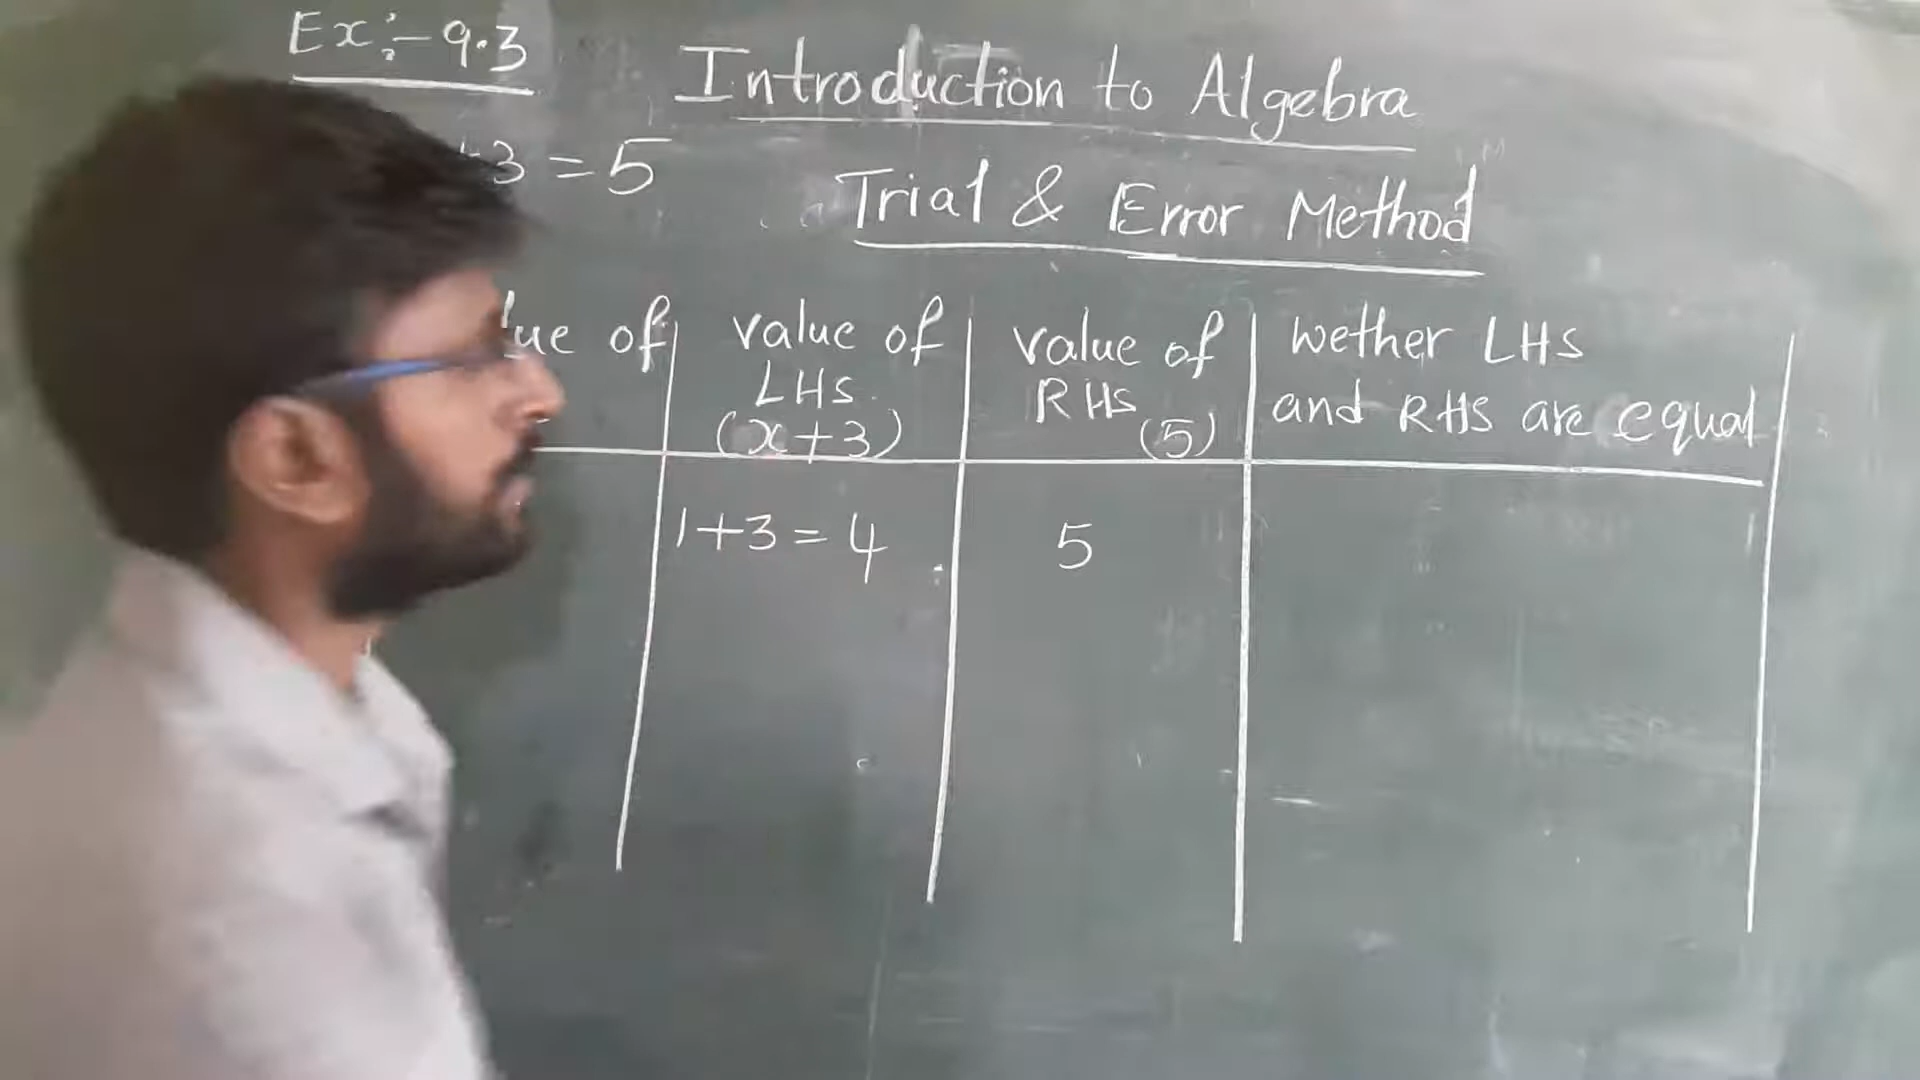 Ex:- 9.3
Introduction to Algebra
+3 = 5
Trial & Error Method
lue of
value of
LHS
(x+3)
value of
RHS
(5)
wether LHS
and RHS are equal
1+3 = 4
5